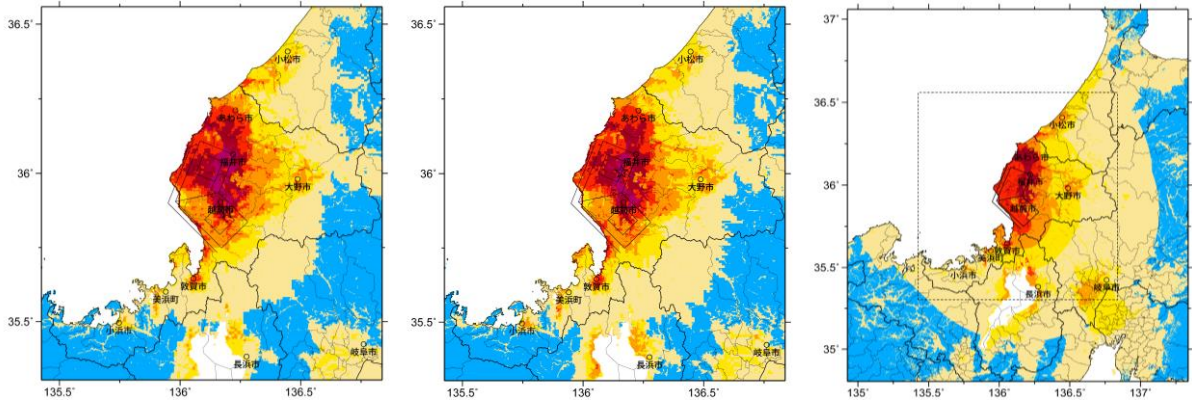 36.5°
36°
35.5°
135.5°
136°
136.5°
小松市
あわら市
福井市
大野市
越前市
敦賀市
美浜町
小浜市
長浜市
岐阜市
36.5°
36°
35.5°
135.5°
136°
136.5°
小松市
あわら市
福井市
大野市
越前市
敦賀市
美浜町
小浜市
長浜市
岐阜市
37°
36.5°
36°
35.5°
35°
135.5°
136°
136.5°
137°
小松市
あわら市
福井市
大野市
越前市
敦賀市
美浜町
小浜市
長浜市
岐阜市